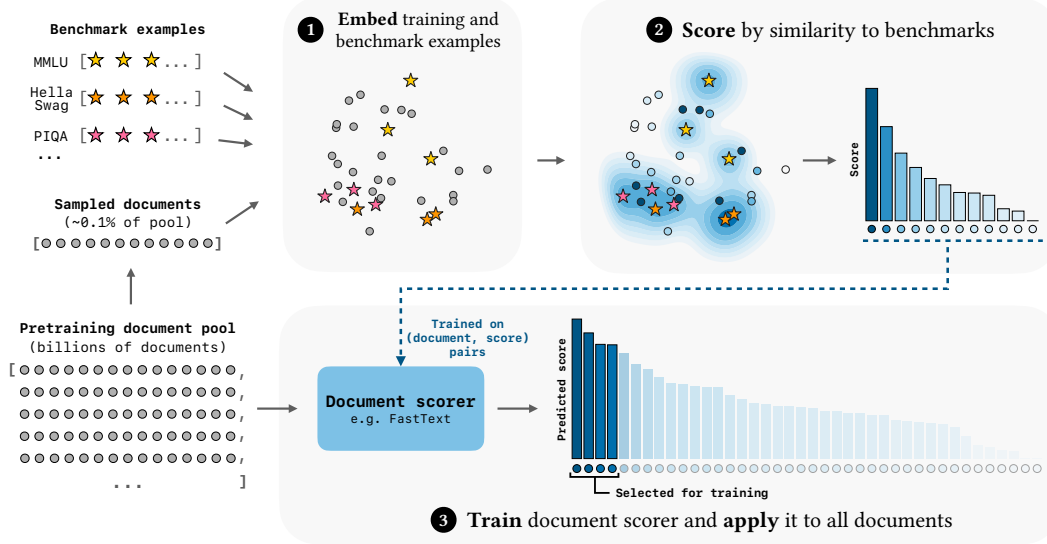 Benchmark examples
MMLU [ ... ]
Hella
Swag [ ... ]
PIQA [ ... ]
...
Sampled documents
(~0.1% of pool)
[ ]
Pretraining document pool
(billions of documents)
[ ,
,
,
,
,
... ]
1 Embed training and
benchmark examples
2 Score by similarity to benchmarks
Score
Trained on
(document, score)
pairs
Document scorer
e.g. FastText
Predicted score
Selected for training
3 Train document scorer and apply it to all documents